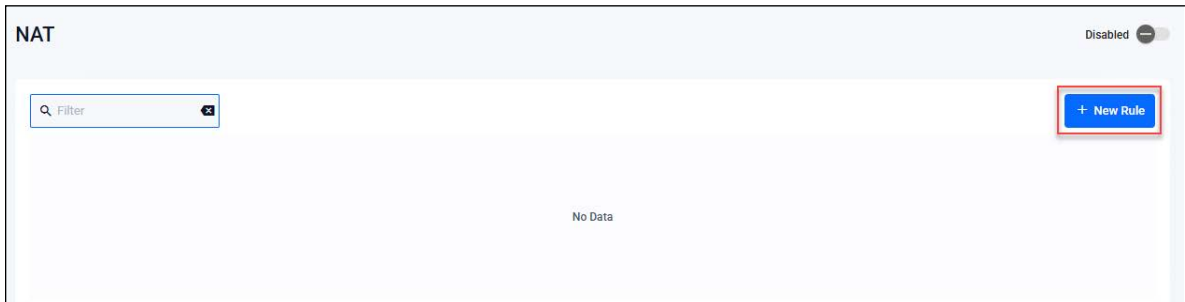 NAT
Disabled
Filter
+ New Rule
No Data